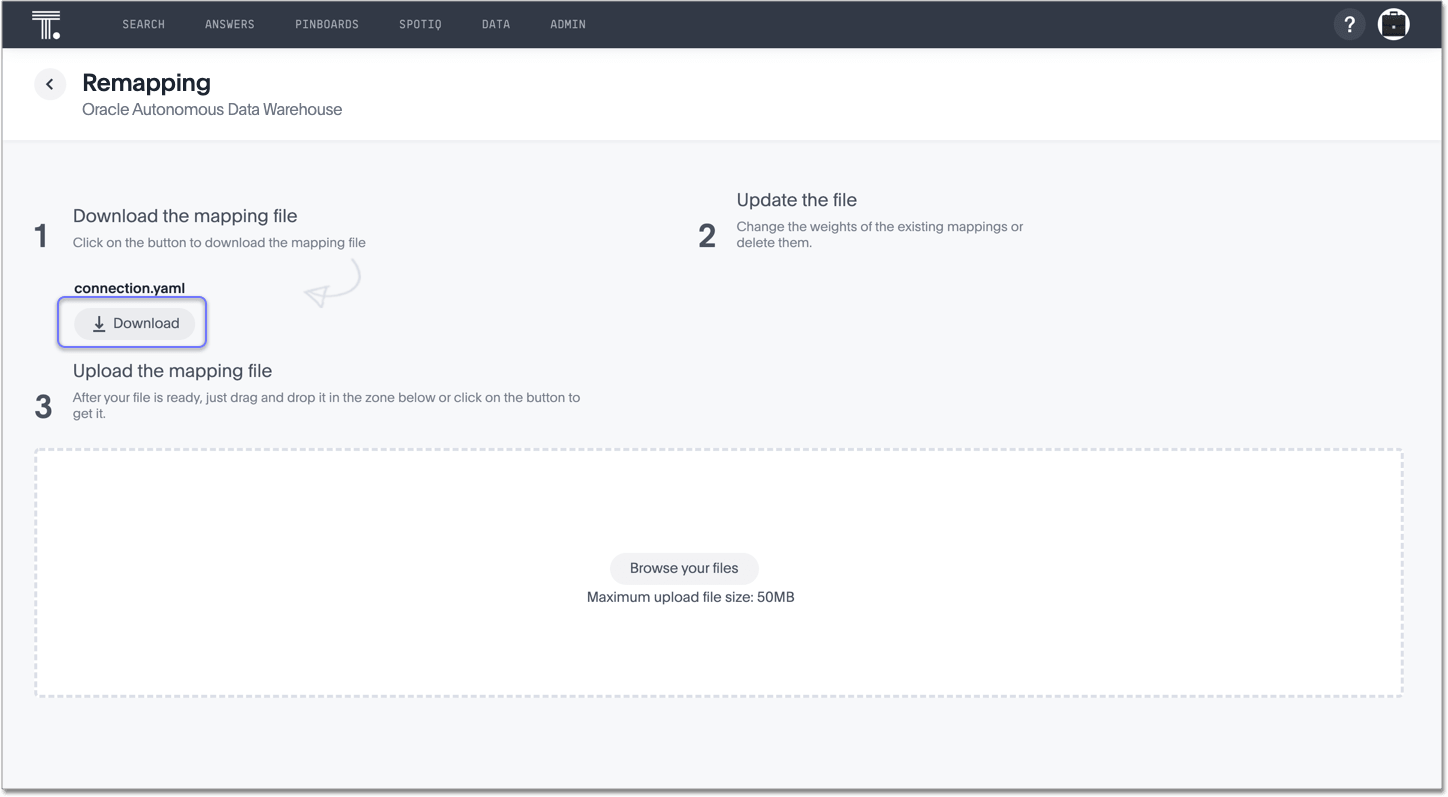 SEARCH ANSWERS PINBOARDS SPOTIQ DATA ADMIN ?
Remapping
Oracle Autonomous Data Warehouse
1
Download the mapping file
Click on the button to download the mapping file
connection.yaml
Download
2
Update the file
Change the weights of the existing mappings or
delete them.
3
Upload the mapping file
After your file is ready, just drag and drop it in the zone below or click on the button to
get it.
Browse your files
Maximum upload file size: 50MB